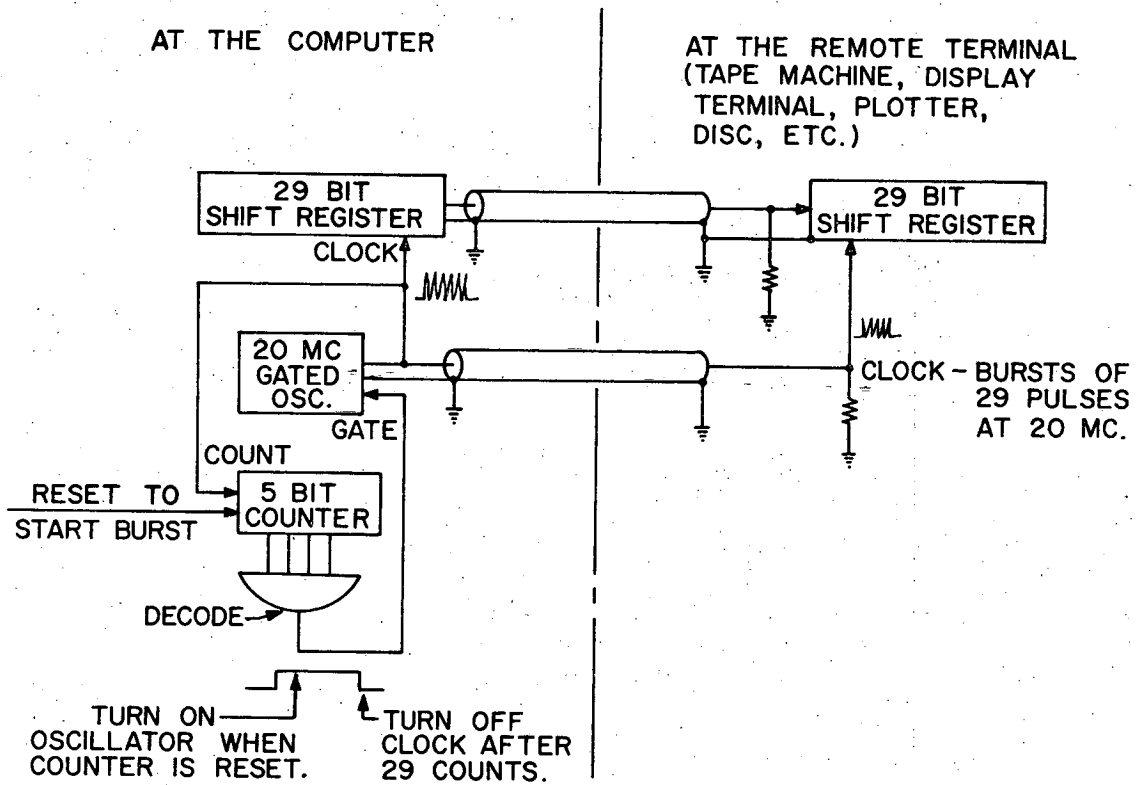 AT THE COMPUTER
AT THE REMOTE TERMINAL
(TAPE MACHINE, DISPLAY
TERMINAL, PLOTTER,
DISC, ETC.)
29 BIT
SHIFT REGISTER
29 BIT
SHIFT REGISTER
CLOCK
20 MC
GATED
OSC.
GATE
CLOCK - BURSTS OF
29 PULSES
AT 20 MC.
COUNT
RESET TO
START BURST
5 BIT
COUNTER
DECODE
TURN ON
OSCILLATOR WHEN
COUNTER IS RESET.
TURN OFF
CLOCK AFTER
29 COUNTS.